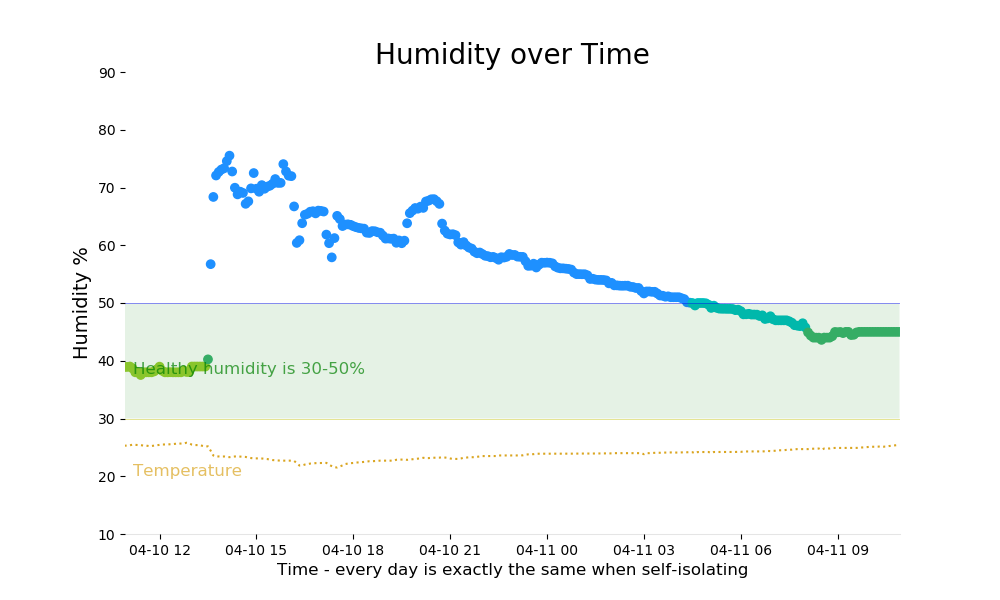 Humidity over Time
90
80
70
60
50
40
30
20
10
Humidity %
Healthy humidity is 30-50%
Temperature
04-10 12 04-10 15 04-10 18 04-10 21 04-11 00 04-11 03 04-11 06 04-11 09
Time - every day is exactly the same when self-isolating